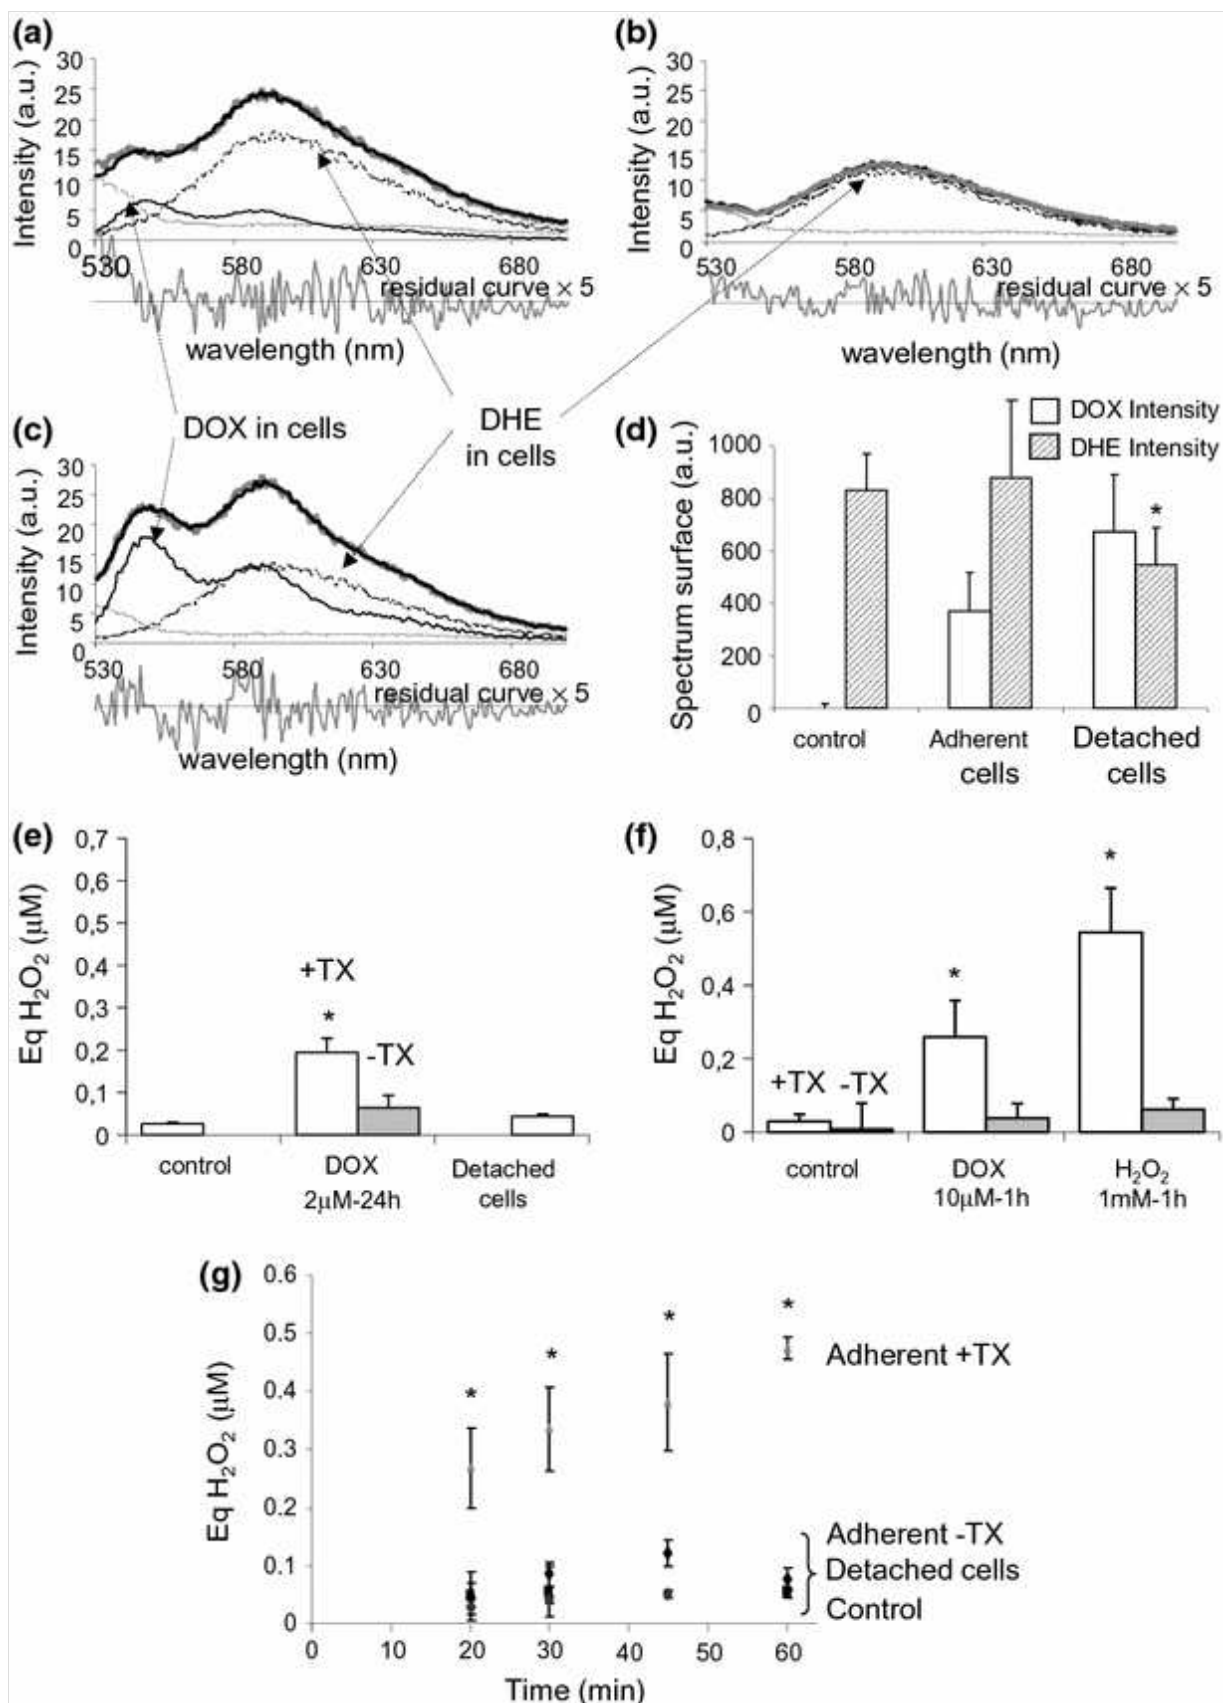 (a)
Intensity (a.u.)
30
25
20
15
10
5
0
530
580
630
680
residual curve × 5
wavelength (nm)
(b)
Intensity (a.u.)
30
25
20
15
10
5
0
530
580
630
680
residual curve × 5
wavelength (nm)
DOX in cells
DHE
in cells
(c)
Intensity (a.u.)
30
25
20
15
10
5
0
530
580
630
680
residual curve × 5
wavelength (nm)
(d)
DOX Intensity
DHE Intensity
Spectrum surface (a.u.)
1000
800
600
400
200
0
*
control
Adherent
cells
Detached
cells
(e)
Eq H₂O₂ (µM)
0,7
0,6
0,5
0,4
0,3
0,2
0,1
0
+TX
*
-TX
control
DOX
2µM-24h
Detached
cells
(f)
Eq H₂O₂ (µM)
0,8
0,6
0,4
0,2
0
+TX
-TX
*
*
control
DOX
10µM-1h
H₂O₂
1mM-1h
(g)
Eq H₂O₂ (µM)
0.6
0.5
0.4
0.3
0.2
0.1
0
*
*
*
*
Adherent +TX
Adherent -TX
Detached cells
Control
0
10
20
30
40
50
60
Time (min)